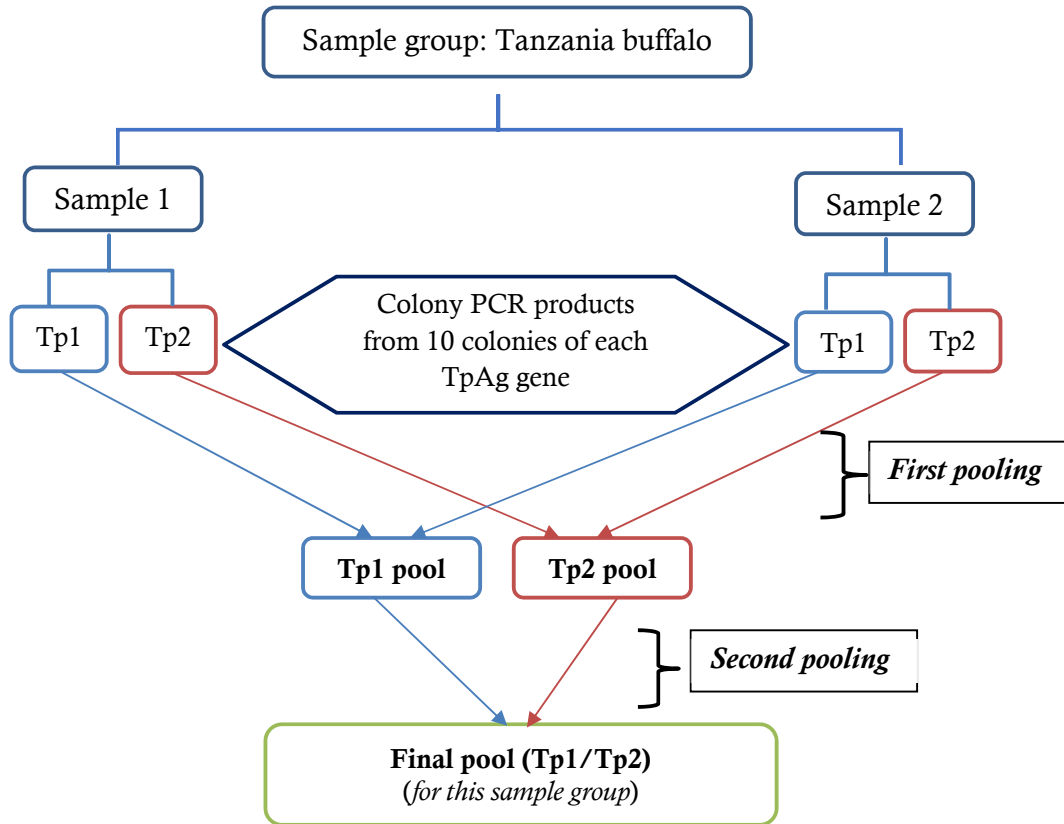 Sample group: Tanzania buffalo
Sample 1
Sample 2
Tp1
Tp2
Colony PCR products
from 10 colonies of each
TpAg gene
Tp1
Tp2
First pooling
Tp1 pool
Tp2 pool
Second pooling
Final pool (Tp1/Tp2)
(for this sample group)